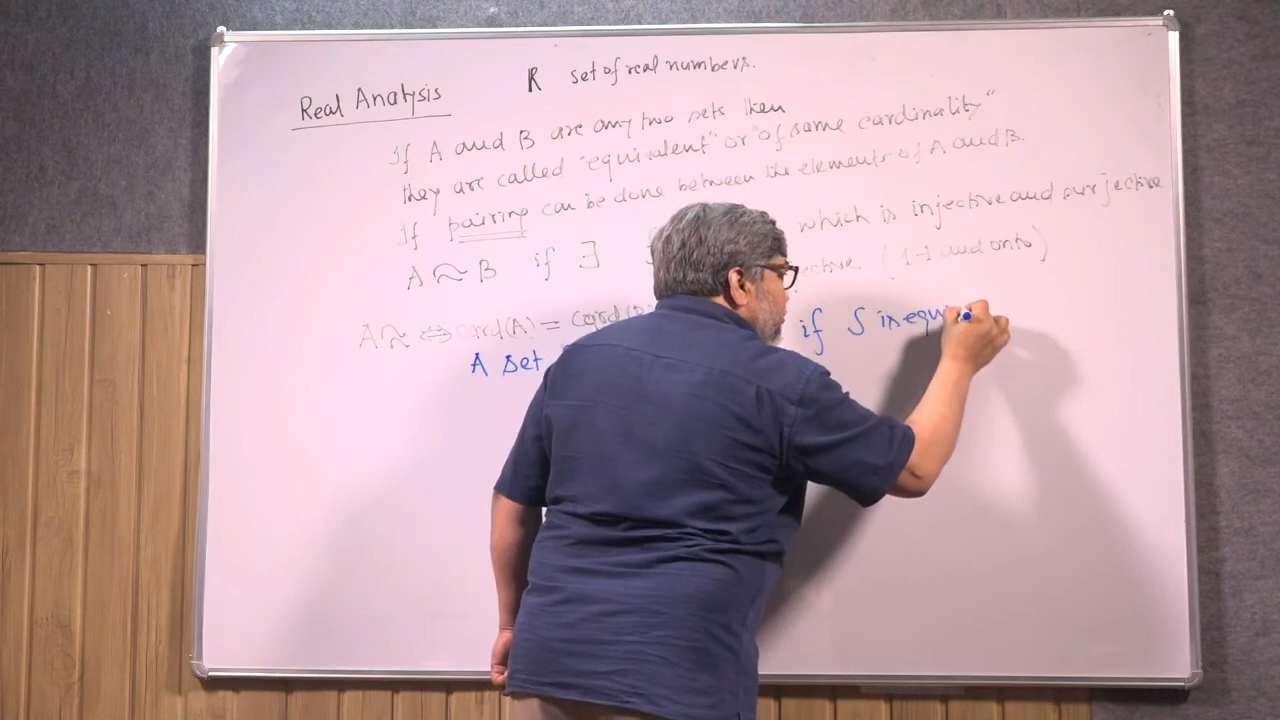 Real Analysis
R set of real numbers.
If A and B are any two sets then
they are called "equivalent" or "of same cardinality"
If pairing can be done between the elements of A and B.
A ~ B if ∃ which is injective and surjective
(1-1 and onto)
A ~ ⇔ card(A) = card(B)
A set if S is equi